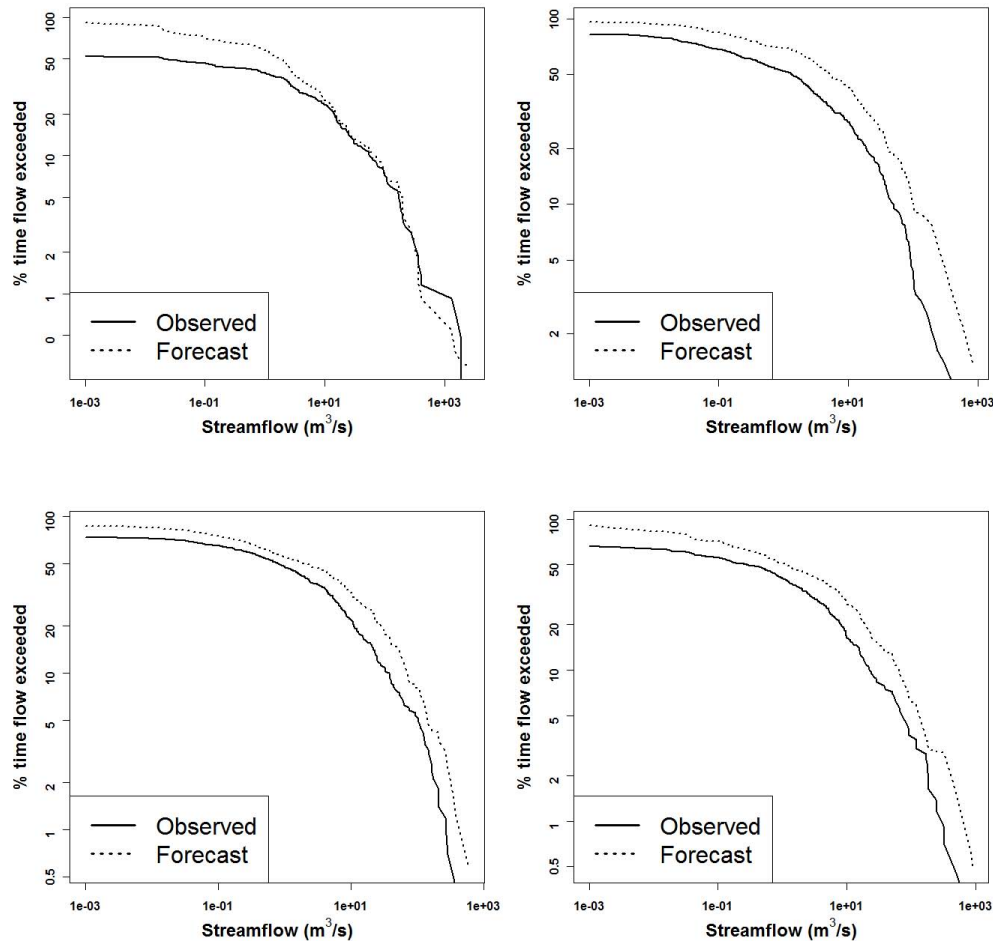 % time flow exceeded
100
50
20
10
5
2
1
0
Observed
Forecast
1e-03
1e-01
1e+01
1e+03
Streamflow (m³/s)
% time flow exceeded
100
50
20
10
5
2
Observed
Forecast
1e-03
1e-01
1e+01
1e+03
Streamflow (m³/s)
% time flow exceeded
100
50
20
10
5
2
1
0.5
Observed
Forecast
1e-03
1e-01
1e+01
1e+03
Streamflow (m³/s)
% time flow exceeded
100
50
20
10
5
2
1
0.5
Observed
Forecast
1e-03
1e-01
1e+01
1e+03
Streamflow (m³/s)